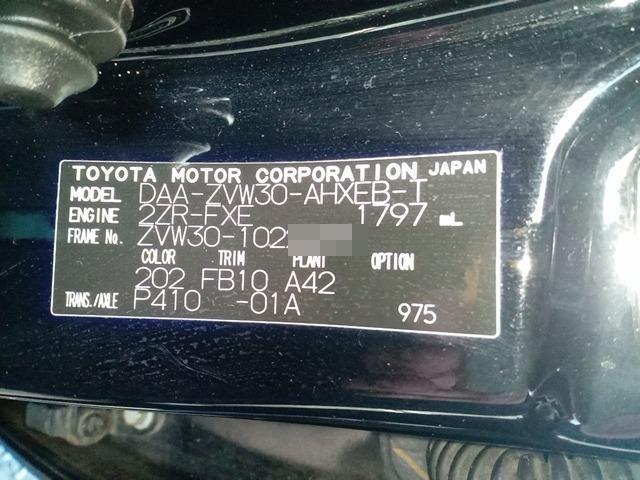 TOYOTA MOTOR CORPORATION JAPAN
MODEL DAA-ZVW30-AHXEB-I
ENGINE 2ZR-FXE 1797 mL
FRAME No. ZVW30-102
COLOR TRIM PLANT OPTION
202 FB10 A42
TRANS./AXLE P410 -01A 975